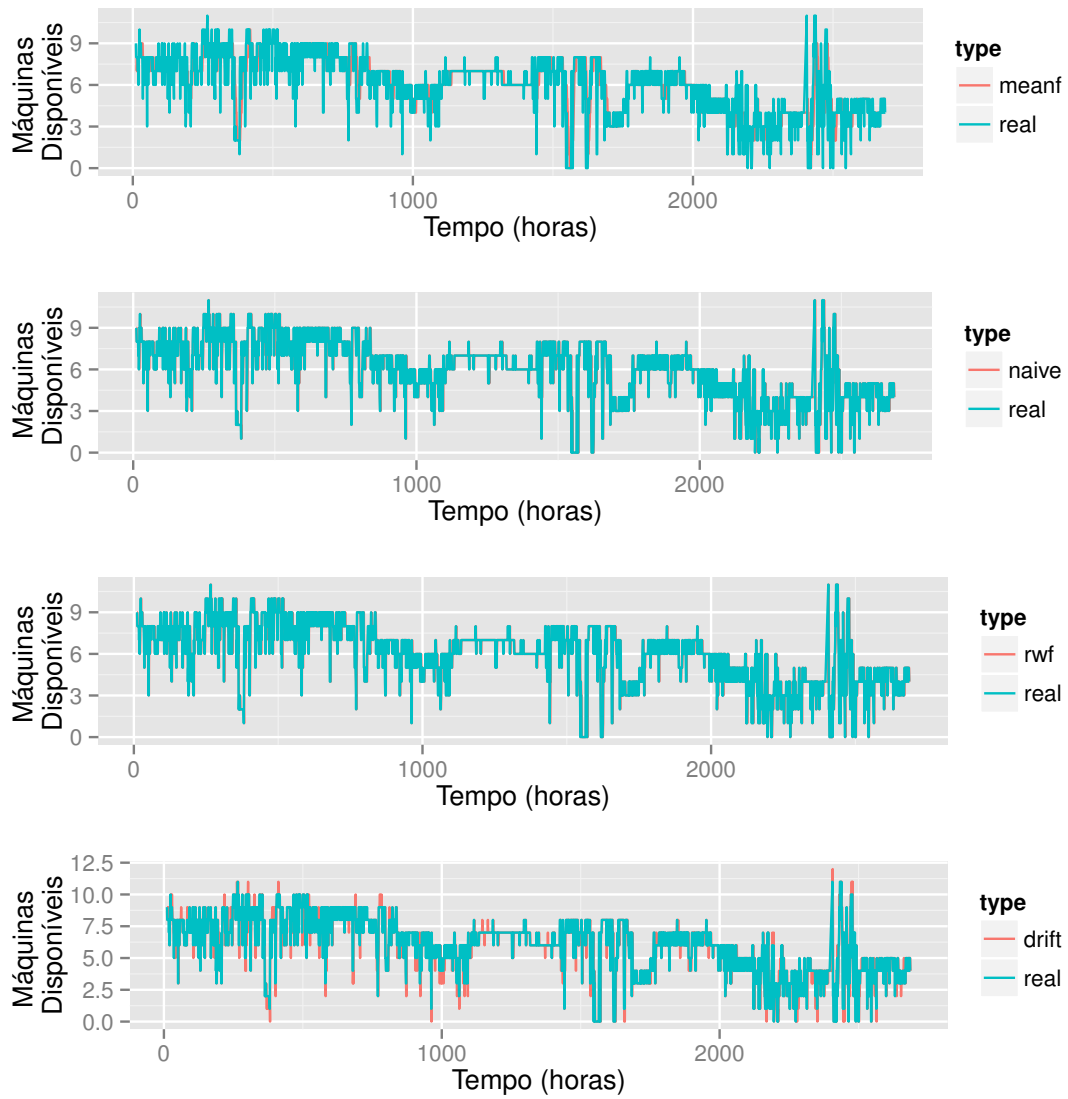 Máquinas
Disponíveis
9
6
3
0
0
1000
2000
Tempo (horas)
type
meanf
real
Máquinas
Disponíveis
9
6
3
0
0
1000
2000
Tempo (horas)
type
naive
real
Máquinas
Disponíveis
9
6
3
0
0
1000
2000
Tempo (horas)
type
rwf
real
Máquinas
Disponíveis
12.5
10.0
7.5
5.0
2.5
0.0
0
1000
2000
Tempo (horas)
type
drift
real